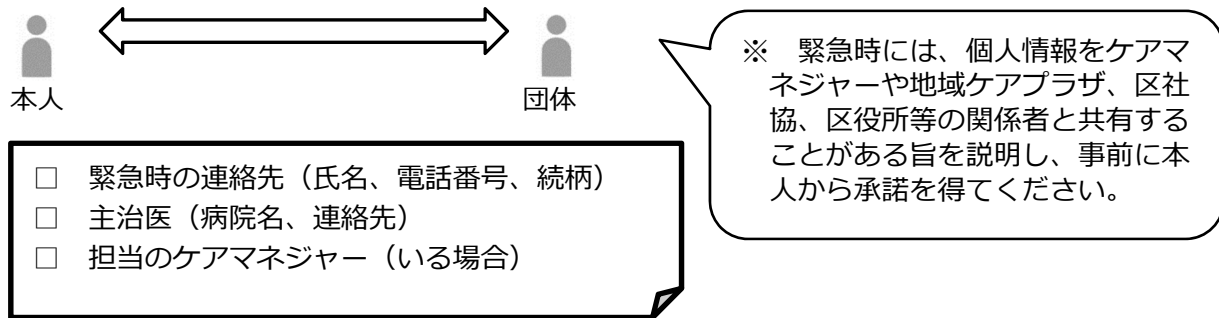 本人
団体
※　緊急時には、個人情報をケアマ
ネジャーや地域ケアプラザ、区社
協、区役所等の関係者と共有する
ことがある旨を説明し、事前に本
人から承諾を得てください。
□　緊急時の連絡先（氏名、電話番号、続柄）
□　主治医（病院名、連絡先）
□　担当のケアマネジャー（いる場合）